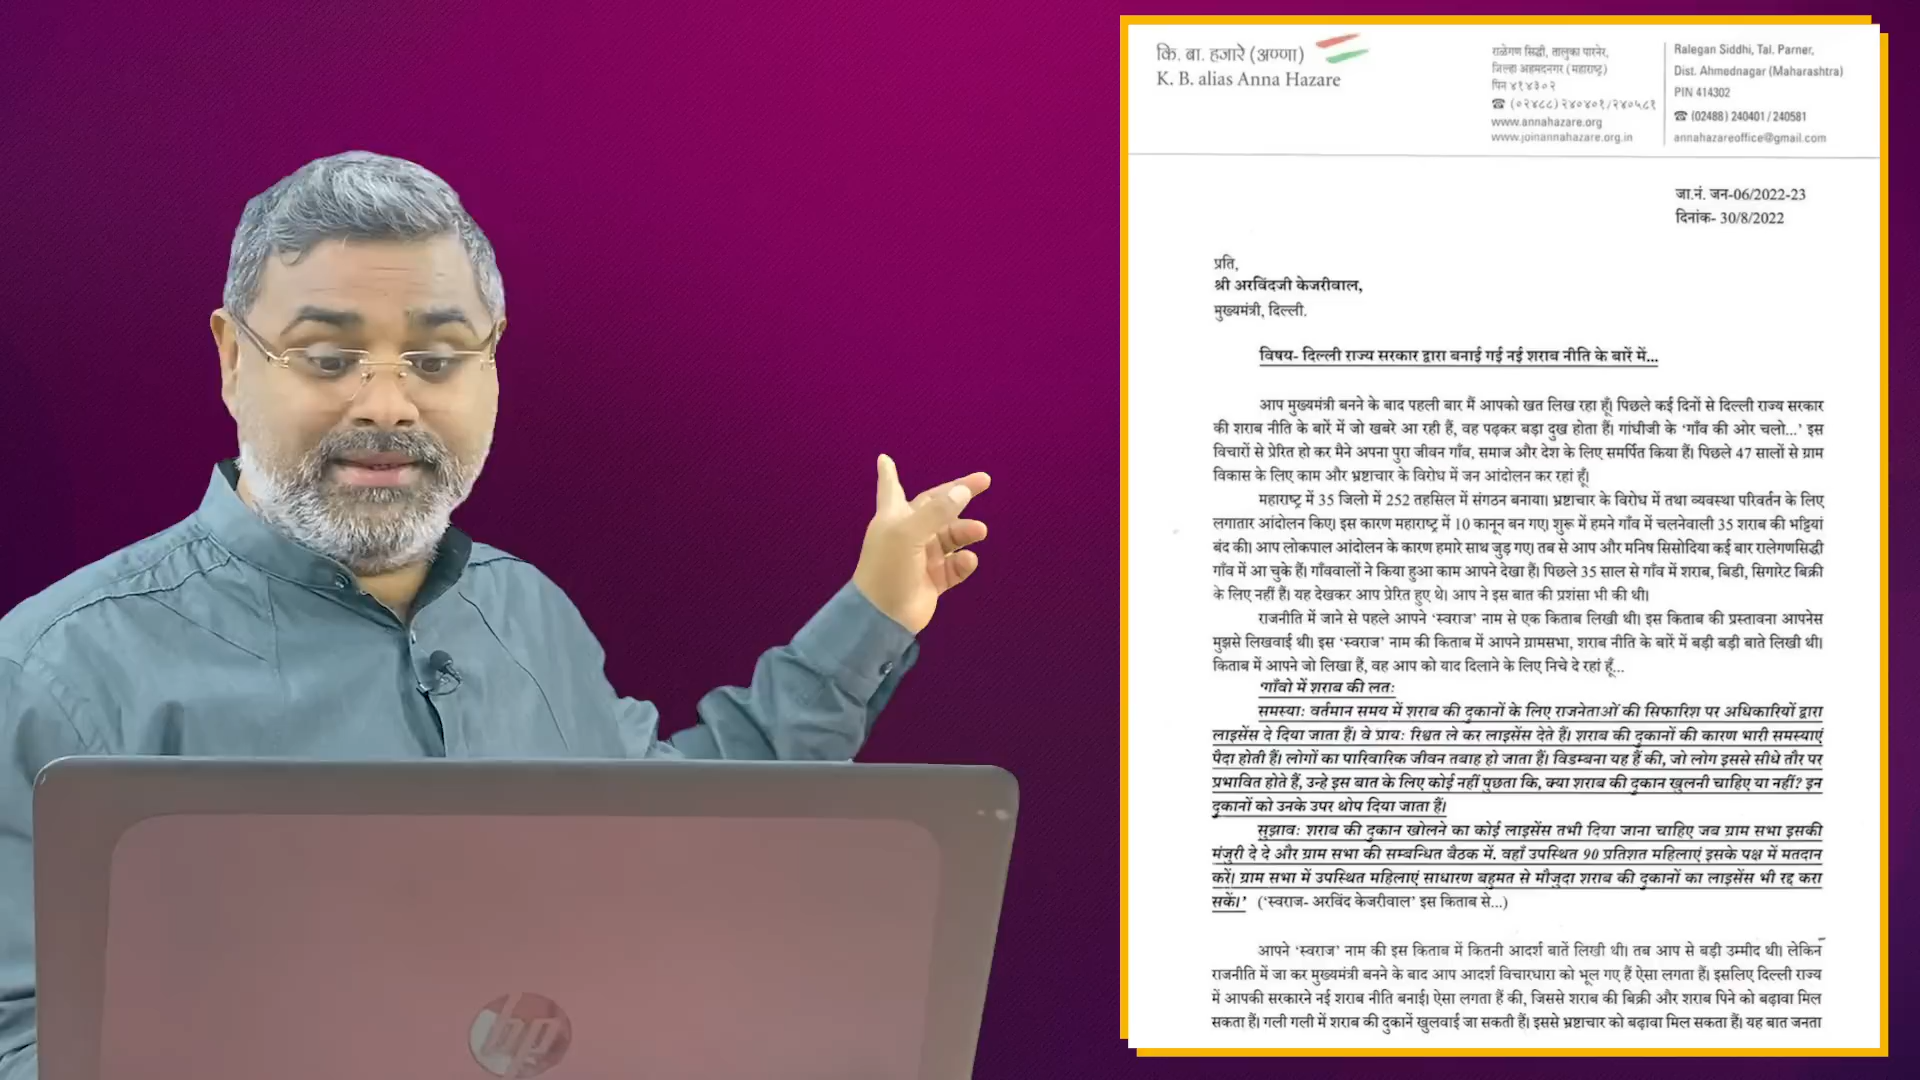 कि. बा. हजारे (अण्णा)
K. B. alias Anna Hazare
राळेगण सिद्धी, तालुका पारनेर,
जिल्हा अहमदनगर (महाराष्ट्र)
पिन ४१४३०२
☎ (०२४८८) २४०४०१/२४०५८१
www.annahazare.org
www.joinannahazare.org.in
Ralegan Siddhi, Tal. Parner,
Dist. Ahmednagar (Maharashtra)
PIN 414302
☎ (02488) 240401 / 240581
annahazareoffice@gmail.com
जा.नं. जन-06/2022-23
दिनांक- 30/8/2022
प्रति,
श्री अरविंदजी केजरीवाल,
मुख्यमंत्री, दिल्ली.
विषय- दिल्ली राज्य सरकार द्वारा बनाई गई नई शराब नीति के बारें में...
आप मुख्यमंत्री बनने के बाद पहली बार मैं आपको खत लिख रहा हूँ। पिछले कई दिनों से दिल्ली राज्य सरकार
की शराब नीति के बारें में जो खबरे आ रही हैं, वह पढ़कर बड़ा दुख होता हैं। गांधीजी के ‘गाँव की ओर चलो...’ इस
विचारों से प्रेरित हो कर मैने अपना पुरा जीवन गाँव, समाज और देश के लिए समर्पित किया हैं। पिछले 47 सालों से ग्राम
विकास के लिए काम और भ्रष्टाचार के विरोध में जन आंदोलन कर रहां हूँ।
महाराष्ट्र में 35 जिलो में 252 तहसिल में संगठन बनाया। भ्रष्टाचार के विरोध में तथा व्यवस्था परिवर्तन के लिए
लगातार आंदोलन किए। इस कारण महाराष्ट्र में 10 कानून बन गए। शुरू में हमने गाँव में चलनेवाली 35 शराब की भट्टियां
बंद की। आप लोकपाल आंदोलन के कारण हमारे साथ जुड़ गए। तब से आप और मनिष सिसोदिया कई बार रालेगणसिद्धी
गाँव में आ चुके हैं। गाँववालों ने किया हुआ काम आपने देखा हैं। पिछले 35 साल से गाँव में शराब, बिडी, सिगारेट बिक्री
के लिए नहीं हैं। यह देखकर आप प्रेरित हुए थे। आप ने इस बात की प्रशंसा भी की थी।
राजनीति में जाने से पहले आपने ‘स्वराज’ नाम से एक किताब लिखी थी। इस किताब की प्रस्तावना आपनेस
मुझसे लिखवाई थी। इस ‘स्वराज’ नाम की किताब में आपने ग्रामसभा, शराब नीति के बारें में बड़ी बड़ी बाते लिखी थी।
किताब में आपने जो लिखा हैं, वह आप को याद दिलाने के लिए निचे दे रहां हूँ...
‘गाँवो में शराब की लतः
समस्याः वर्तमान समय में शराब की दुकानों के लिए राजनेताओं की सिफारिश पर अधिकारियों द्वारा
लाइसेंस दे दिया जाता हैं। वे प्रायः रिश्वत ले कर लाइसेंस देते हैं। शराब की दुकानों की कारण भारी समस्याएं
पैदा होती हैं। लोगों का पारिवारिक जीवन तबाह हो जाता हैं। विडम्बना यह हैं की, जो लोग इससे सीधे तौर पर
प्रभावित होते हैं, उन्हे इस बात के लिए कोई नहीं पुछता कि, क्या शराब की दुकान खुलनी चाहिए या नहीं? इन
दुकानों को उनके उपर थोप दिया जाता हैं।
सुझावः शराब की दुकान खोलने का कोई लाइसेंस तभी दिया जाना चाहिए जब ग्राम सभा इसकी
मंजुरी दे दे और ग्राम सभा की सम्बन्धित बैठक में. वहाँ उपस्थित 90 प्रतिशत महिलाएं इसके पक्ष में मतदान
करें। ग्राम सभा में उपस्थित महिलाएं साधारण बहुमत से मौजुदा शराब की दुकानों का लाइसेंस भी रद्द करा
सकें।’ (‘स्वराज- अरविंद केजरीवाल’ इस किताब से...)
आपने ‘स्वराज’ नाम की इस किताब में कितनी आदर्श बातें लिखी थी। तब आप से बड़ी उम्मीद थी। लेकिन
राजनीति में जा कर मुख्यमंत्री बनने के बाद आप आदर्श विचारधारा को भूल गए हैं ऐसा लगता हैं। इसलिए दिल्ली राज्य
में आपकी सरकारने नई शराब नीति बनाई। ऐसा लगता हैं की, जिससे शराब की बिक्री और शराब पिने को बढ़ावा मिल
सकता हैं। गली गली में शराब की दुकानें खुलवाई जा सकती हैं। इससे भ्रष्टाचार को बढ़ावा मिल सकता हैं। यह बात जनता
hp